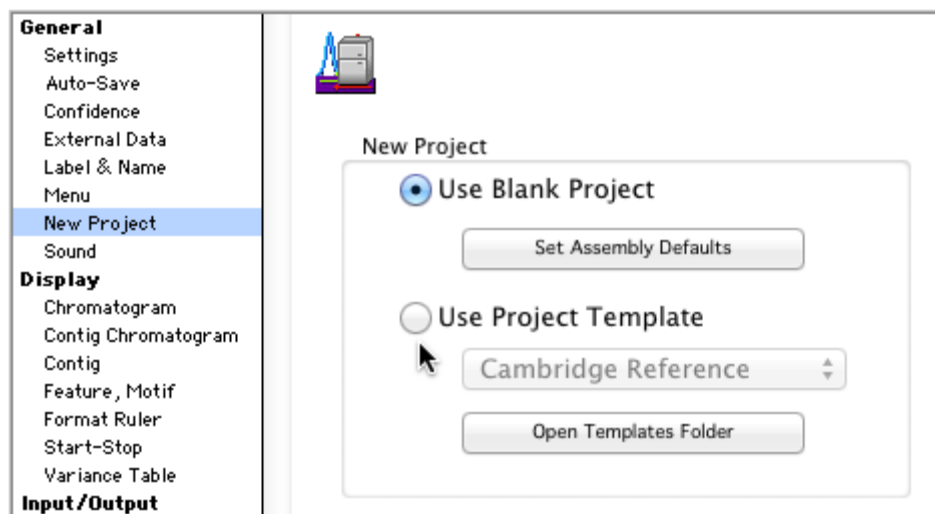 General
Settings
Auto-Save
Confidence
External Data
Label & Name
Menu
New Project
Sound
Display
Chromatogram
Contig Chromatogram
Contig
Feature, Motif
Format Ruler
Start-Stop
Variance Table
Input/Output
New Project
Use Blank Project
Set Assembly Defaults
Use Project Template
Cambridge Reference
Open Templates Folder